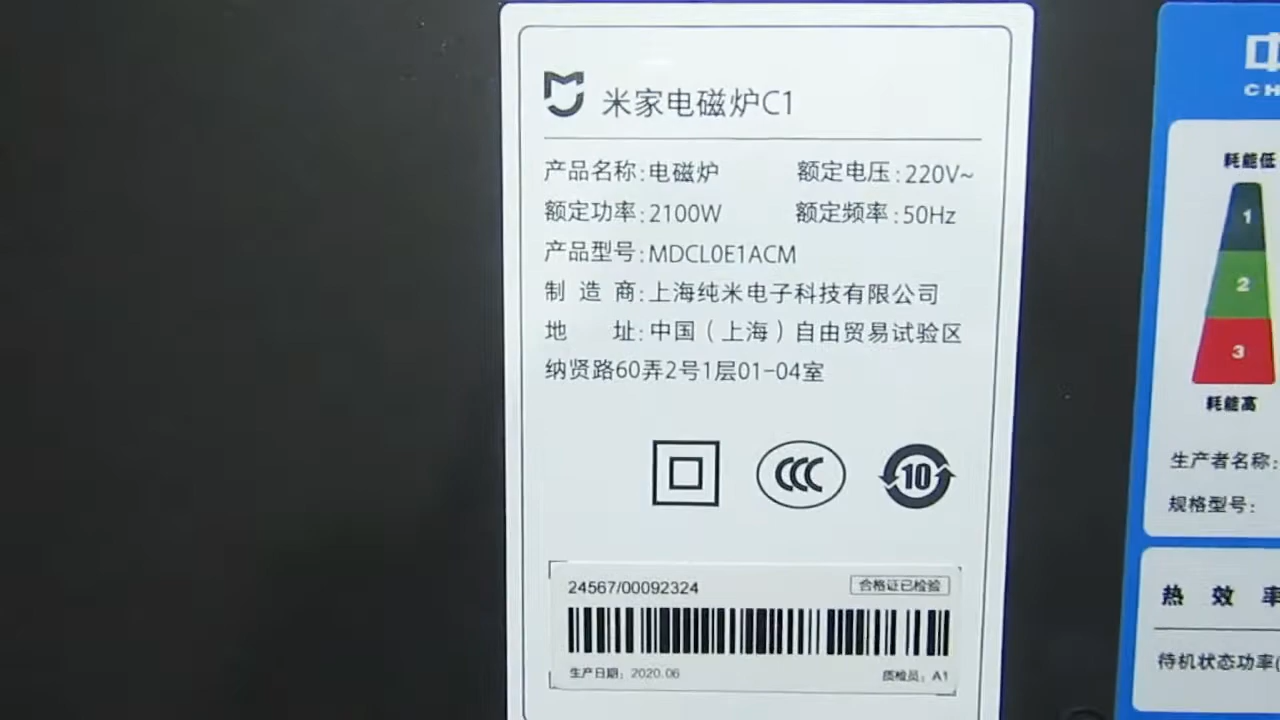 米家电磁炉C1
产品名称:电磁炉 额定电压:220V~
额定功率:2100W 额定频率:50Hz
产品型号:MDCL0E1ACM
制造商:上海纯米电子科技有限公司
地址:中国(上海)自由贸易试验区
纳贤路60弄2号1层01-04室
CCC
10
24567/00092324 合格证已检验
生产日期: 2020.06 质检员: A1
中
CH
耗能低
1
2
3
耗能高
生产者名称:
规格型号:
热效率
待机状态功率(